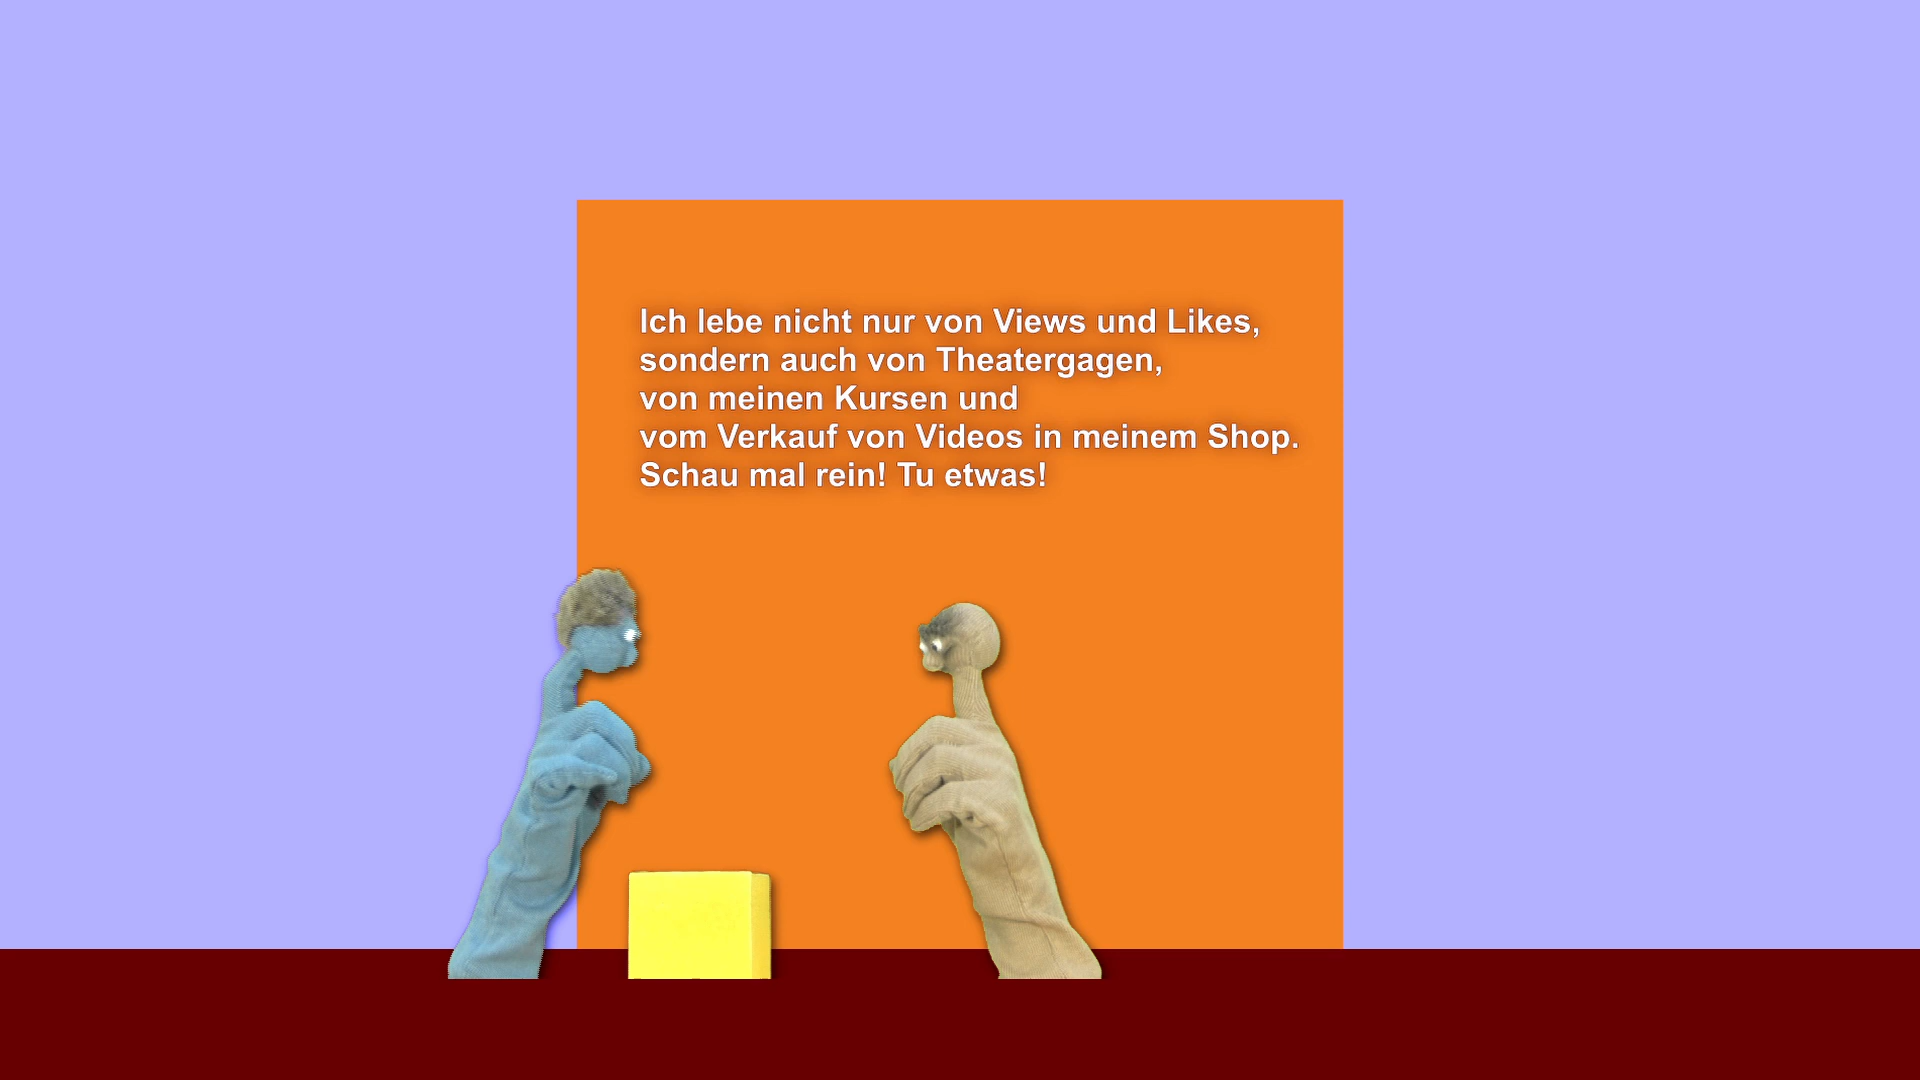 Ich lebe nicht nur von Views und Likes,
sondern auch von Theatergagen,
von meinen Kursen und
vom Verkauf von Videos in meinem Shop.
Schau mal rein! Tu etwas!